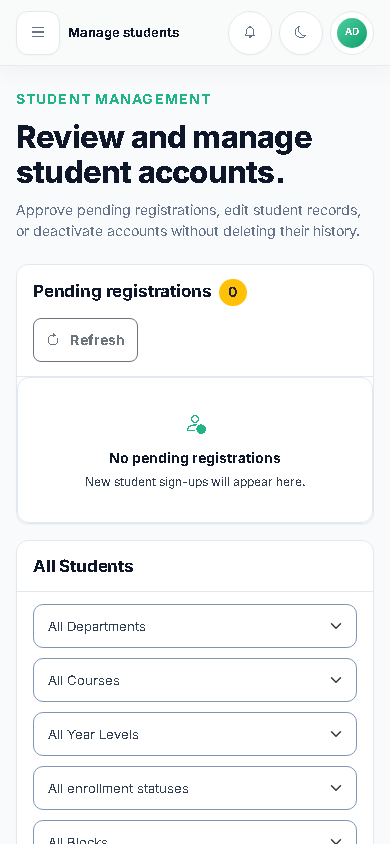 Manage students
AD
STUDENT MANAGEMENT
Review and manage
student accounts.
Approve pending registrations, edit student records,
or deactivate accounts without deleting their history.
Pending registrations 0
Refresh
No pending registrations
New student sign-ups will appear here.
All Students
All Departments
All Courses
All Year Levels
All enrollment statuses
All Blocks